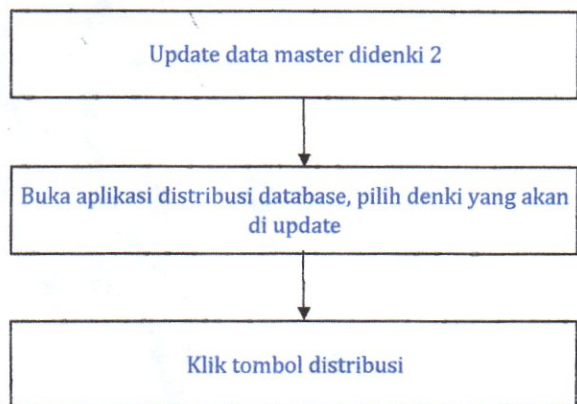 Update data master didenki 2
Buka aplikasi distribusi database, pilih denki yang akan
di update
Klik tombol distribusi